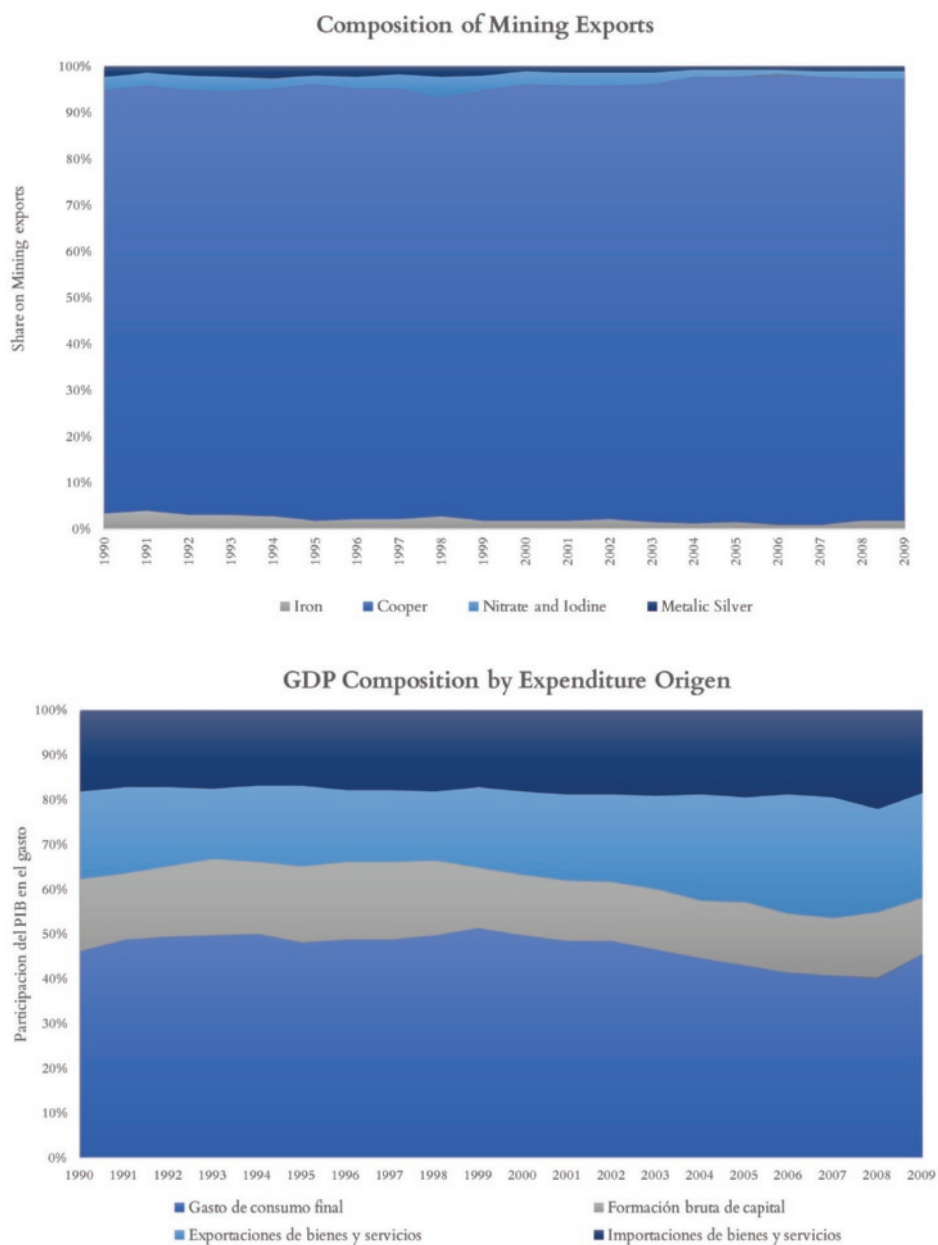 Composition of Mining Exports
100%
90%
80%
70%
60%
50%
40%
30%
20%
10%
0%
Share on Mining exports
1990 1991 1992 1993 1994 1995 1996 1997 1998 1999 2000 2001 2002 2003 2004 2005 2006 2007 2008 2009
Iron Cooper Nitrate and Iodine Metalic Silver
GDP Composition by Expenditure Origen
100%
90%
80%
70%
60%
50%
40%
30%
20%
10%
0%
Participacion del PIB en el gasto
1990 1991 1992 1993 1994 1995 1996 1997 1998 1999 2000 2001 2002 2003 2004 2005 2006 2007 2008 2009
Gasto de consumo final Formación bruta de capital
Exportaciones de bienes y servicios Importaciones de bienes y servicios